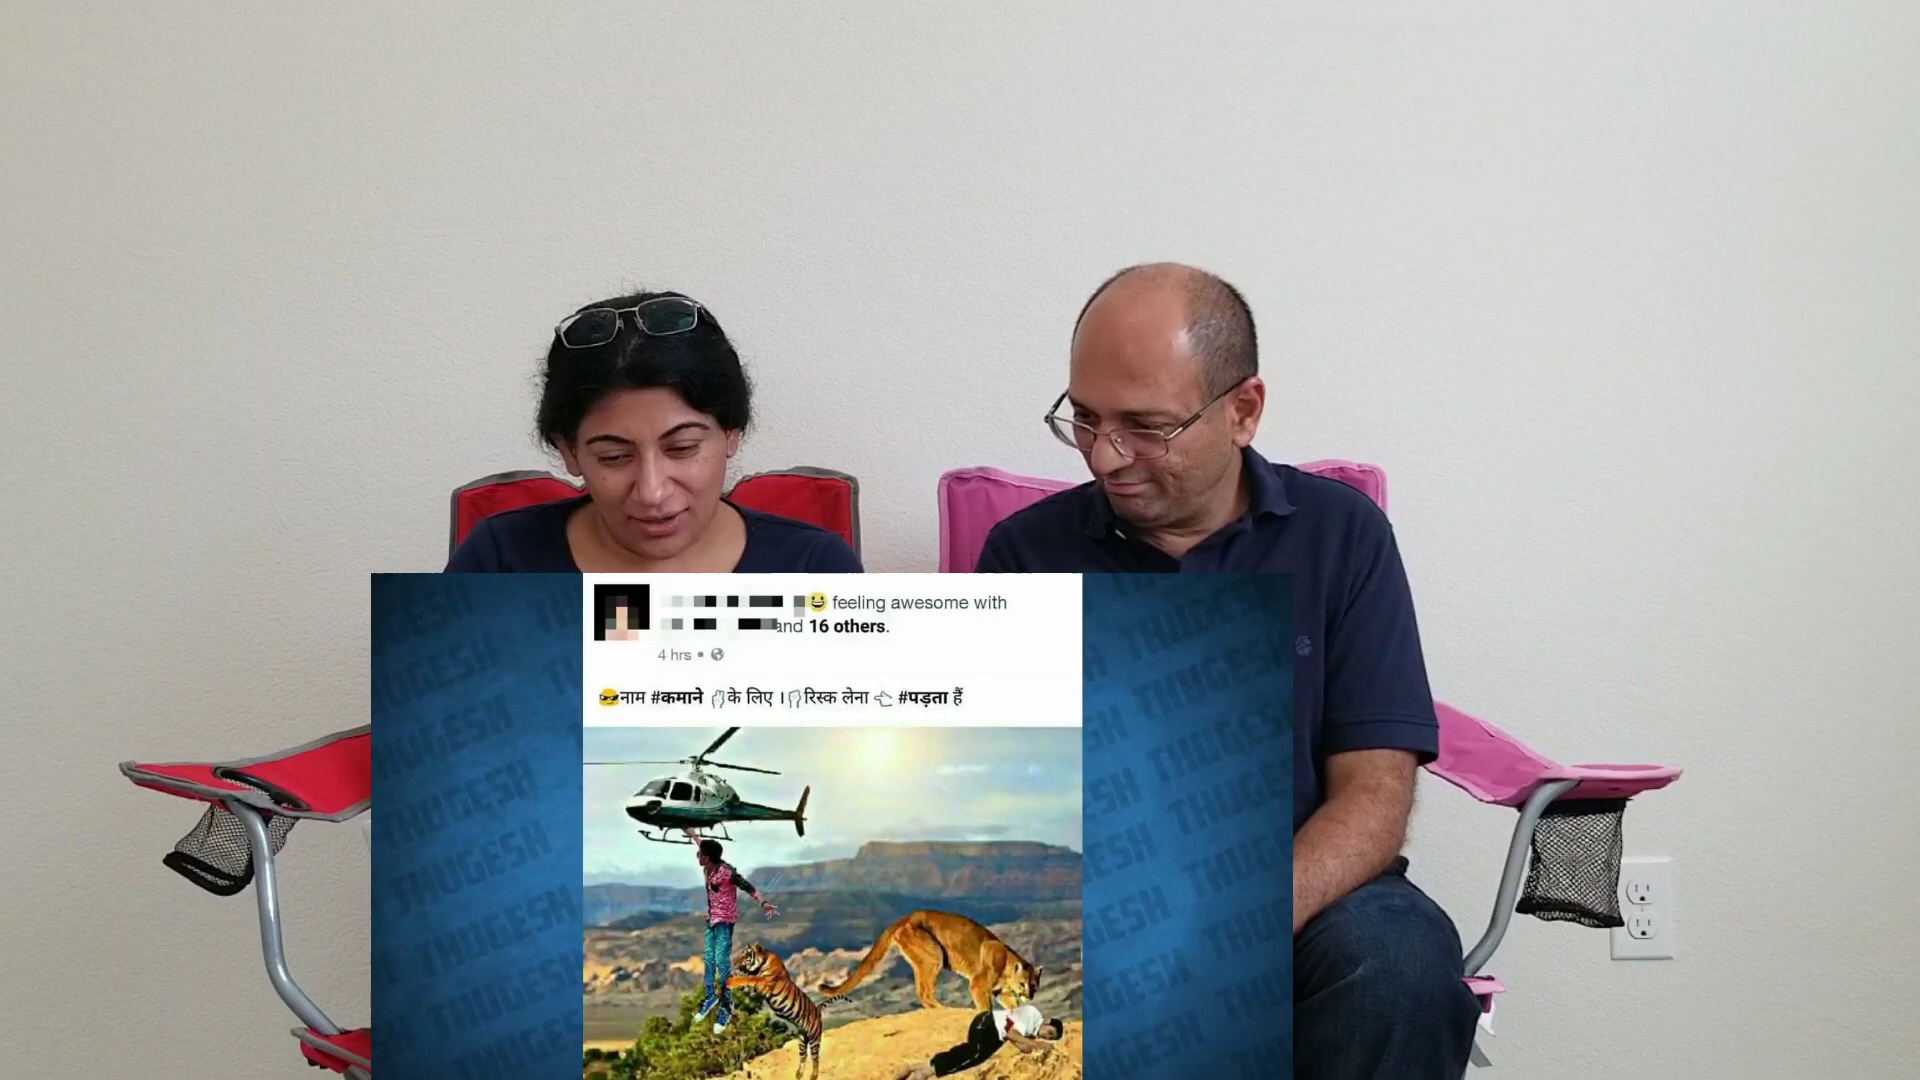 feeling awesome with
and 16 others.
4 hrs
नाम #कमाने के लिए । रिस्क लेना #पड़ता हैं
THUGESH